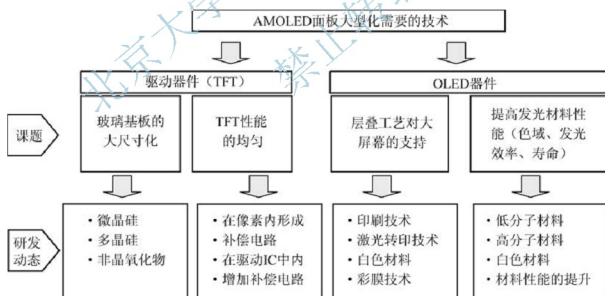 AMOLED面板大型化需要的技术
驱动器件（TFT）
OLED器件
课题
玻璃基板的
大尺寸化
TFT性能
的均匀
层叠工艺对大
屏幕的支持
提高发光材料性
能（色域、发光
效率、寿命）
研发
动态
·微晶硅
·多晶硅
·非晶氧化物
·在像素内形成
·补偿电路
·在驱动IC中内
·增加补偿电路
·印刷技术
·激光转印技术
·白色材料
·彩膜技术
·低分子材料
·高分子材料
·白色材料
·材料性能的提升
北京大学
禁止转